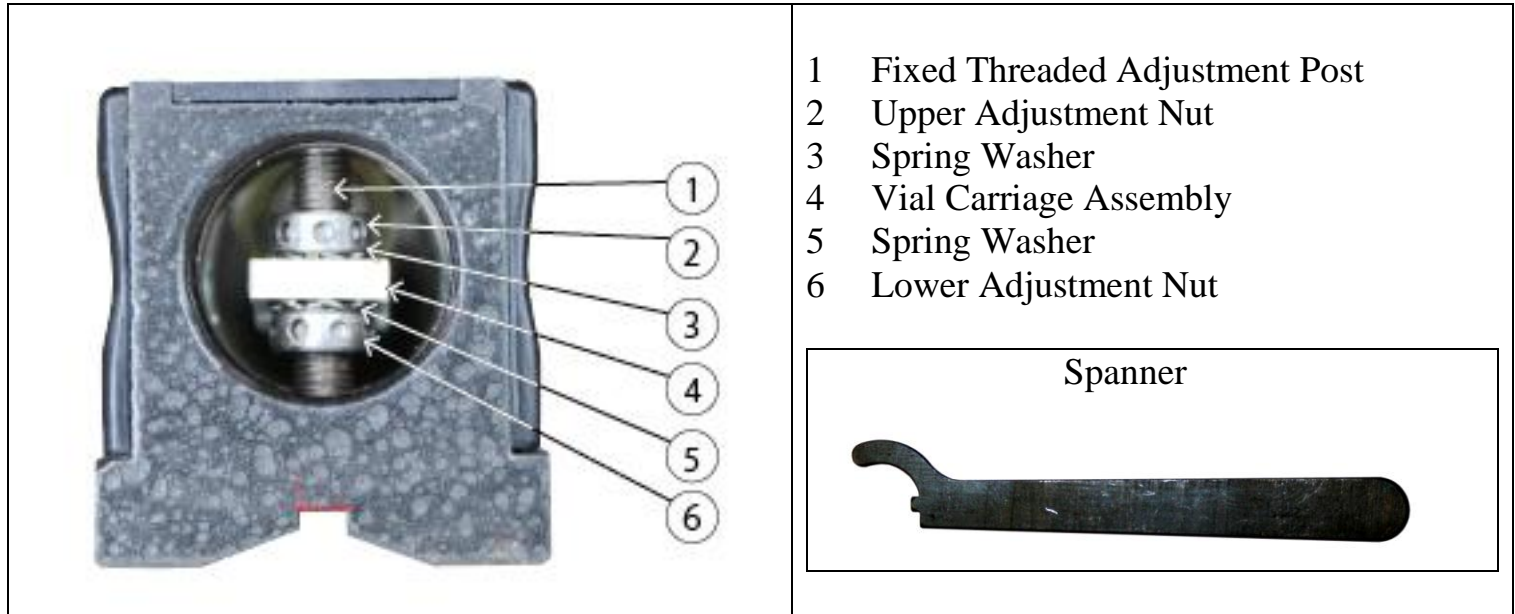 1
2
3
4
5
6
1 Fixed Threaded Adjustment Post
2 Upper Adjustment Nut
3 Spring Washer
4 Vial Carriage Assembly
5 Spring Washer
6 Lower Adjustment Nut
Spanner